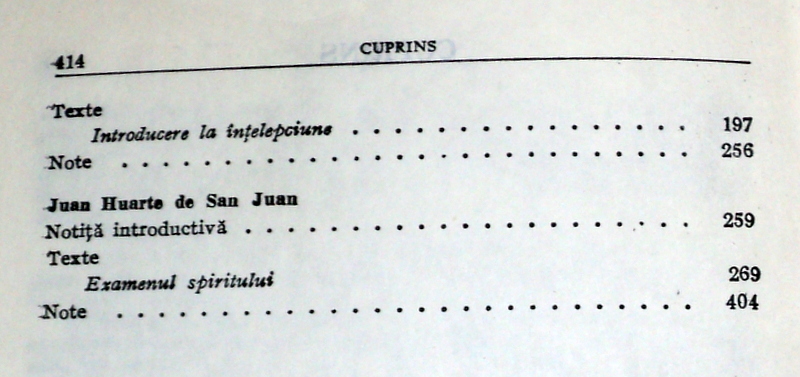 414 CUPRINS
Texte
Introducere la înțelepciune . . . . . . . . . . . . . . . . 197
Note . . . . . . . . . . . . . . . . . . . . . . . 256
Juan Huarte de San Juan
Notiță introductivă . . . . . . . . . . . . . . . . . . . 259
Texte
Examenul spiritului 269
Note . . . . . . . . . . . . . . . . . . . . . . . 404